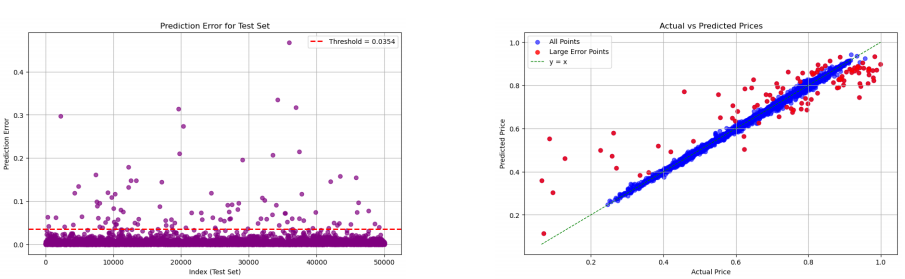 Prediction Error for Test Set
Threshold = 0.0354
Prediction Error
0.4
0.3
0.2
0.1
0.0
0
10000
20000
30000
40000
50000
Index (Test Set)
Actual vs Predicted Prices
All Points
Large Error Points
y = x
Predicted Price
1.0
0.8
0.6
0.4
0.2
0.2
0.4
0.6
0.8
1.0
Actual Price